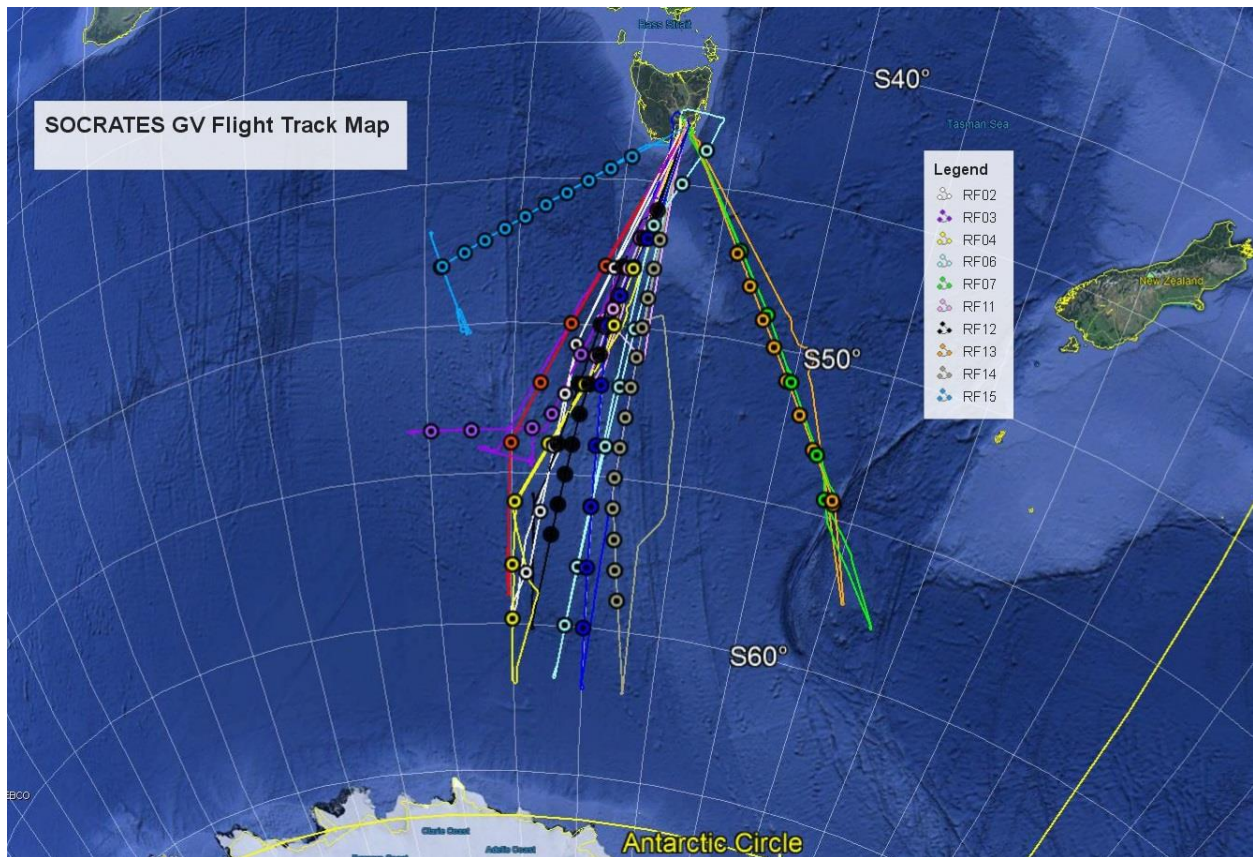 Bass Strait
S40°
SOCRATES GV Flight Track Map
Tasman Sea
Legend
RF02
RF03
RF04
RF06
RF07
RF11
RF12
RF13
RF14
RF15
New Zealand
S50°
S60°
EBCO
Clarie Coast
Adelie Coast
Antarctic Circle